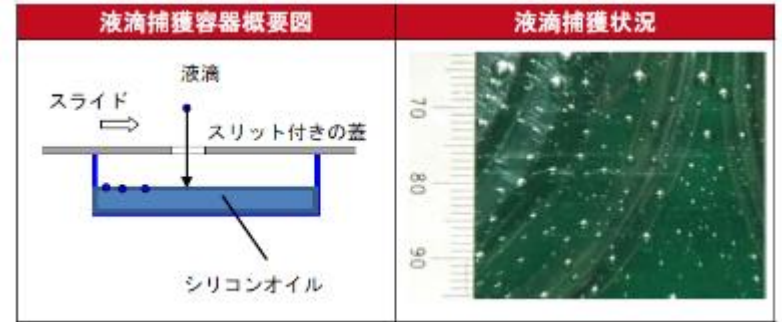 液滴捕獲容器概要図
液滴捕獲状況
液滴
スライド
スリット付きの蓋
シリコンオイル
70
80
90